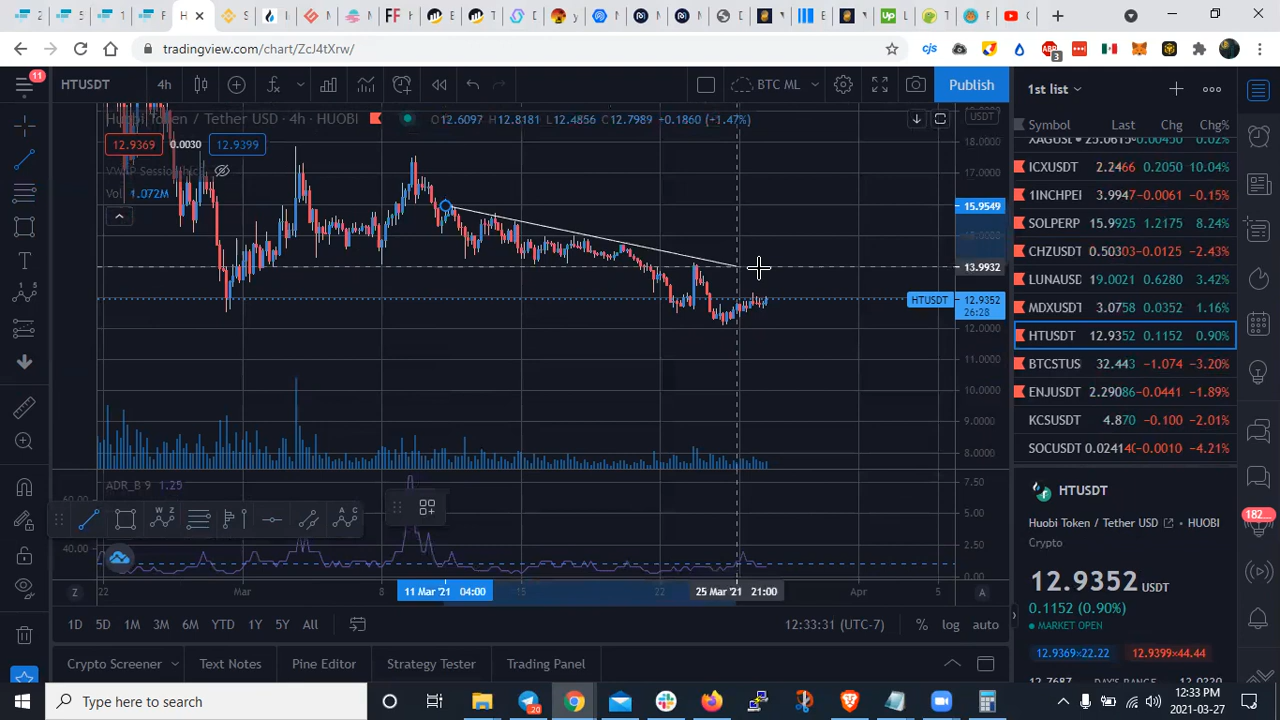 tradingview.com/chart/ZcJ4tXrw/
11
HTUSDT
4h
BTC ML
Publish
1st list
Huobi Token / Tether USD · 4h · HUOBI
O12.6097 H12.8181 L12.4856 C12.7989 +0.1860 (+1.47%)
USDT
12.9369
0.0030
12.9399
Vol 1.072M
18.0000
17.0000
15.9549
13.9932
HTUSDT
12.9352
26:28
12.0000
11.0000
10.0000
9.0000
8.0000
ADR_B 9 1.25
7.50
5.00
2.50
0.00
40.00
22
Mar
8
11 Mar '21 04:00
15
22
25 Mar '21 21:00
Apr
5
1D
5D
1M
3M
6M
YTD
1Y
5Y
All
12:33:31 (UTC-7)
%
log
auto
Crypto Screener
Text Notes
Pine Editor
Strategy Tester
Trading Panel
Symbol
Last
Chg
Chg%
ICXUSDT 2.2466 0.2050 10.04%
1INCHPEI 3.9947 -0.0061 -0.15%
SOLPERP 15.9925 1.2175 8.24%
CHZUSDT 0.50303 -0.0125 -2.43%
LUNAUSD 19.0021 0.6280 3.42%
MDXUSDT 3.0758 0.0352 1.16%
HTUSDT 12.9352 0.1152 0.90%
BTCSTUS 32.443 -1.074 -3.20%
ENJUSDT 2.29086 -0.0441 -1.89%
KCSUSDT 4.870 -0.100 -2.01%
SOCUSDT 0.02414 -0.0010 -4.21%
HTUSDT
Huobi Token / Tether USD
HUOBI
Crypto
12.9352 USDT
0.1152 (0.90%)
MARKET OPEN
12.9369×22.22
12.9399×44.44
182
Type here to search
12:33 PM
2021-03-27